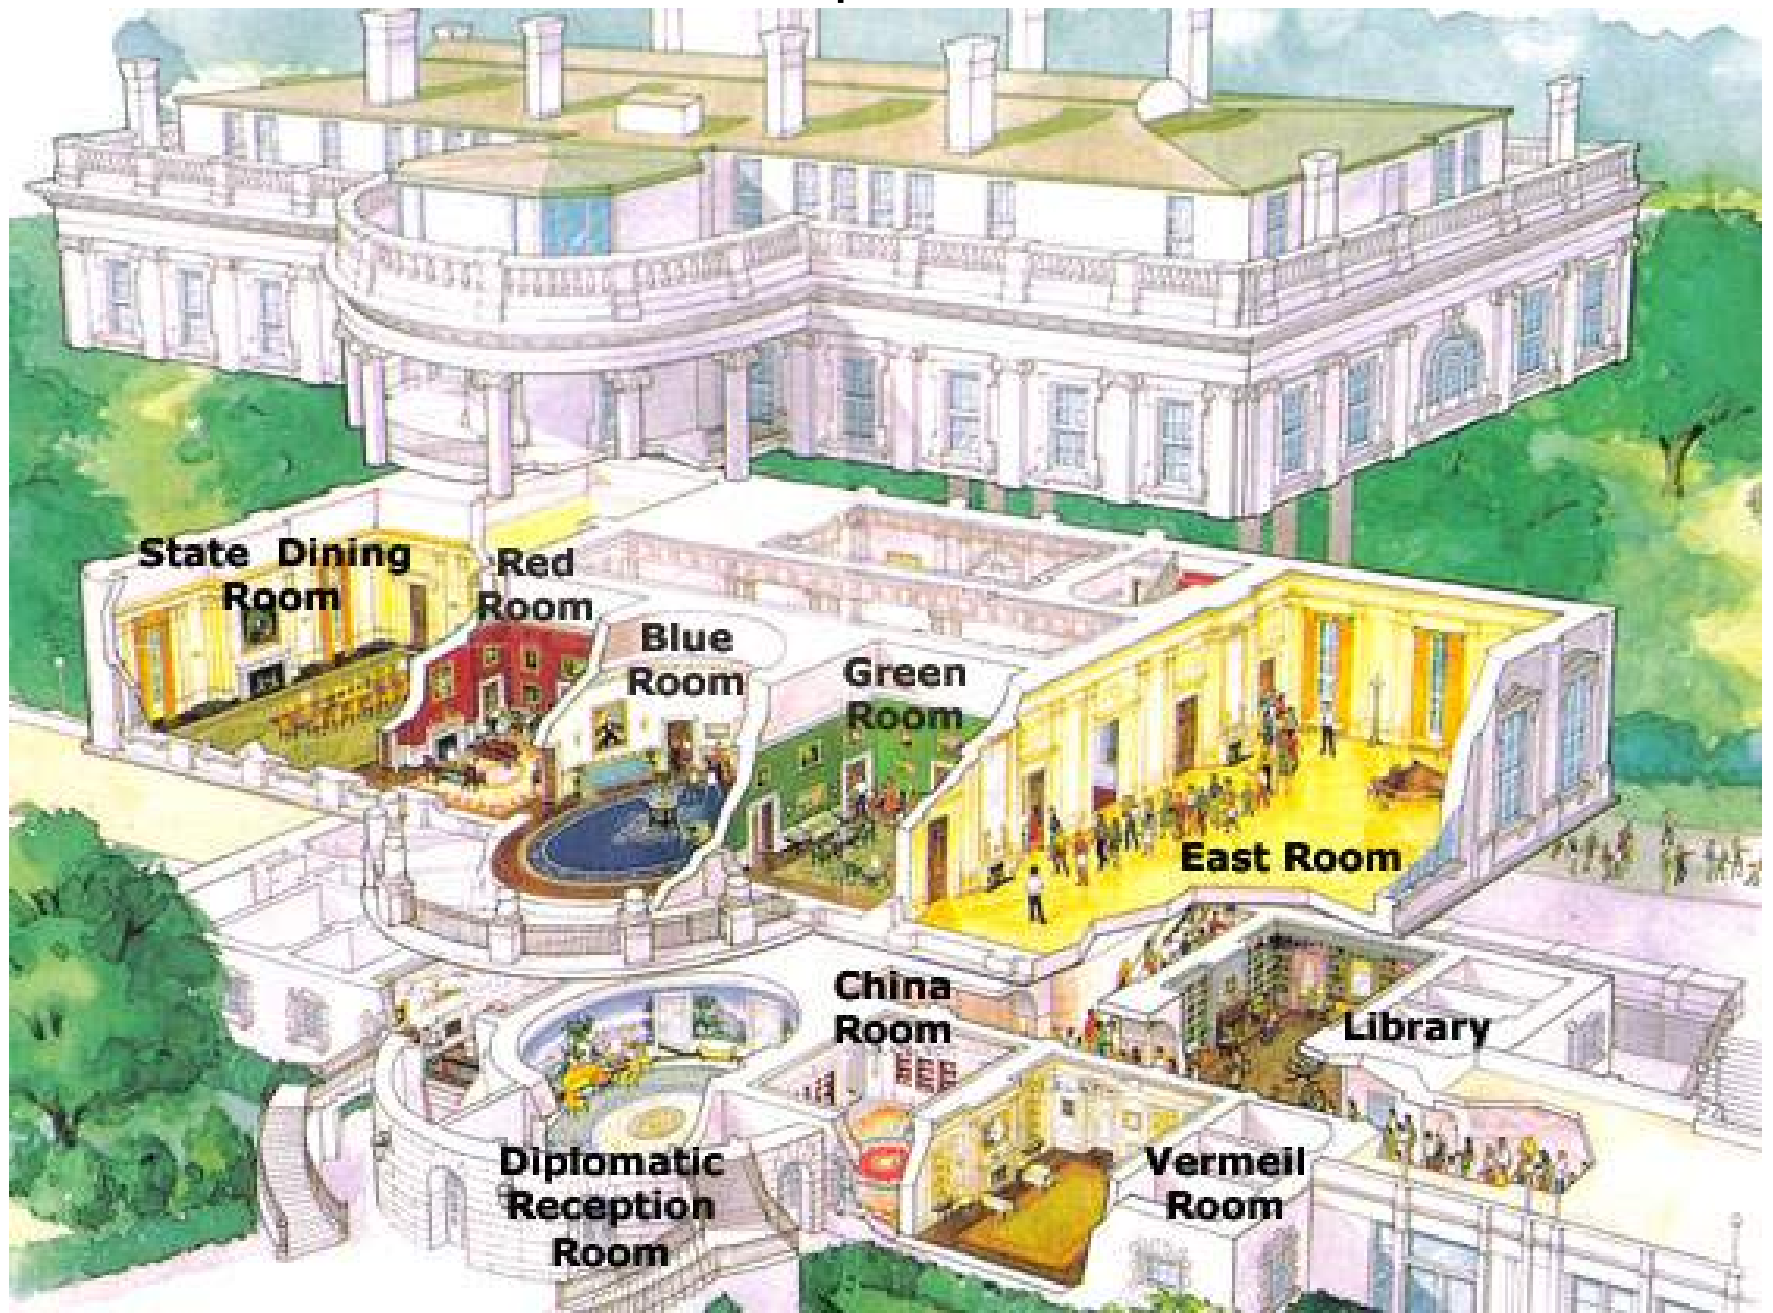 State Dining
Room
Red
Room
Blue
Room
Green
Room
East Room
China
Room
Library
Diplomatic
Reception
Room
Vermeil
Room